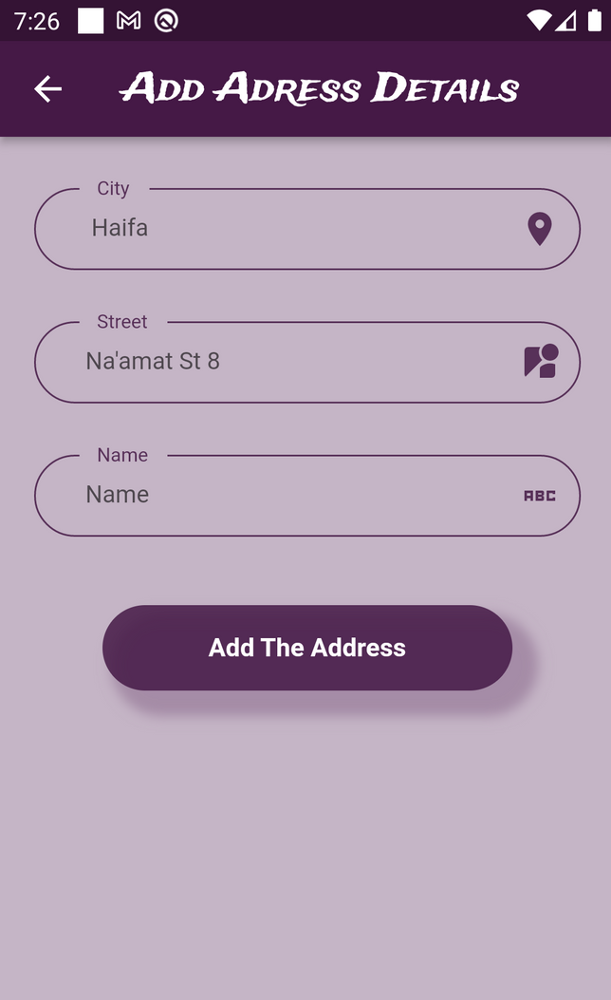 7:26
Add Adress Details
City
Haifa
Street
Na'amat St 8
Name
Name
ABC
Add The Address